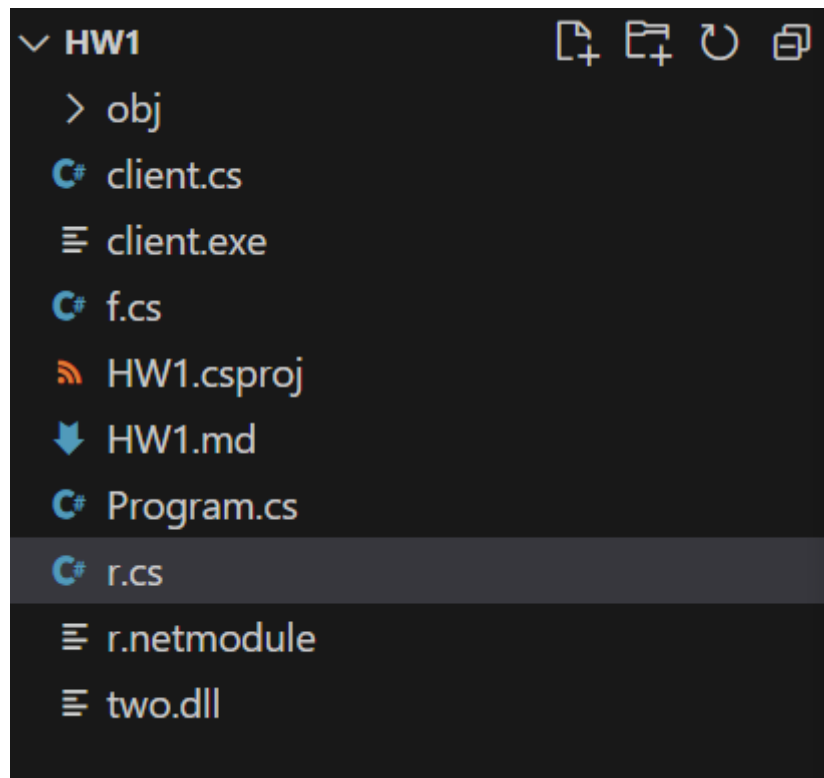 HW1
obj
client.cs
client.exe
f.cs
HW1.csproj
HW1.md
Program.cs
r.cs
r.netmodule
two.dll